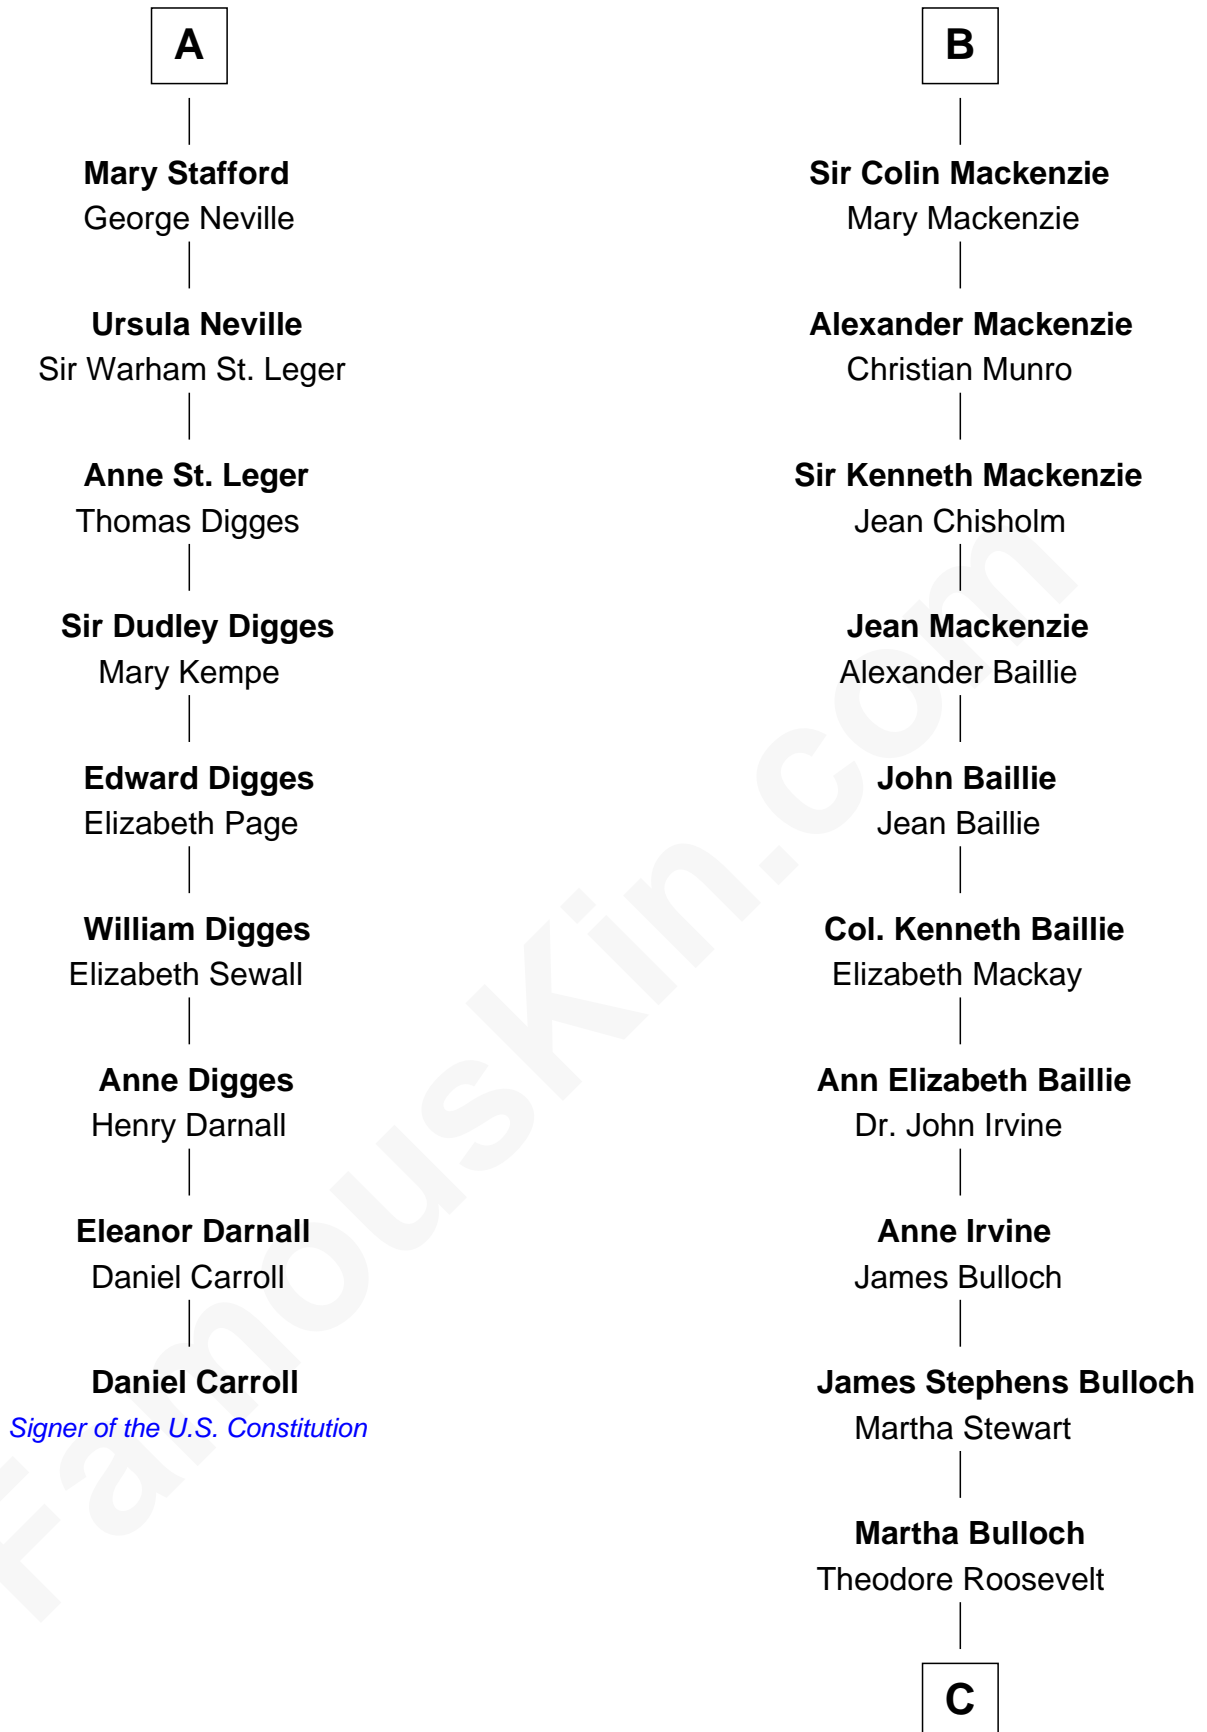 A
Mary Stafford
George Neville
Ursula Neville
Sir Warham St. Leger
Anne St. Leger
Thomas Digges
Sir Dudley Digges
Mary Kempe
Edward Digges
Elizabeth Page
William Digges
Elizabeth Sewall
Anne Digges
Henry Darnall
Eleanor Darnall
Daniel Carroll
Daniel Carroll
Signer of the U.S. Constitution
B
Sir Colin Mackenzie
Mary Mackenzie
Alexander Mackenzie
Christian Munro
Sir Kenneth Mackenzie
Jean Chisholm
Jean Mackenzie
Alexander Baillie
John Baillie
Jean Baillie
Col. Kenneth Baillie
Elizabeth Mackay
Ann Elizabeth Baillie
Dr. John Irvine
Anne Irvine
James Bulloch
James Stephens Bulloch
Martha Stewart
Martha Bulloch
Theodore Roosevelt
C
FamousKin.com